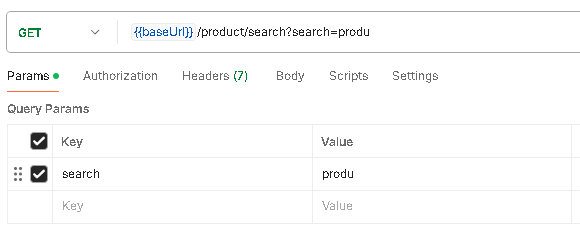 GET {{baseUrl}}/product/search?search=produ
Params Authorization Headers (7) Body Scripts Settings
Query Params
Key Value
search produ
Key Value